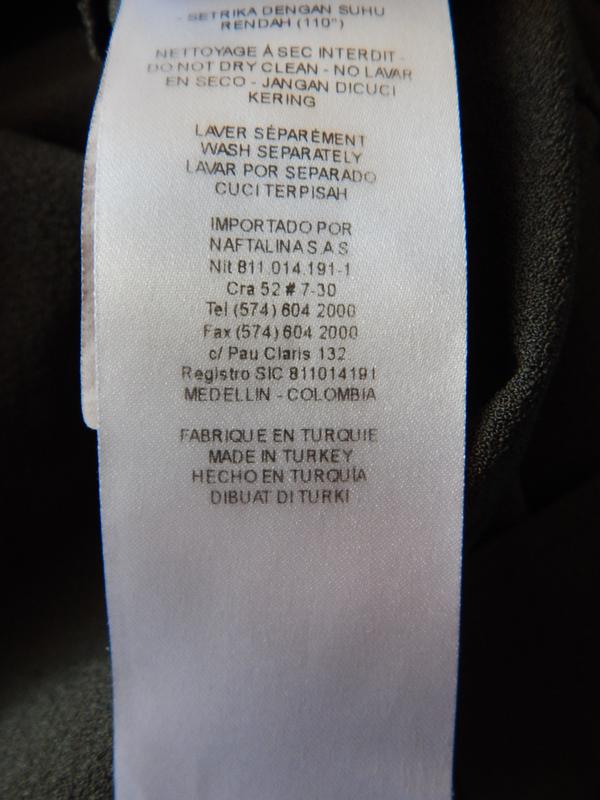 - SETRIKA DENGAN SUHU
RENDAH (110°)
NETTOYAGE À SEC INTERDIT -
DO NOT DRY CLEAN - NO LAVAR
EN SECO - JANGAN DICUCI
KERING
LAVER SÉPARÉMENT
WASH SEPARATELY
LAVAR POR SEPARADO
CUCI TERPISAH
IMPORTADO POR
NAFTALINA S.A.S
Nit 811.014.191-1
Cra 52 # 7-30
Tel (574) 604 2000
Fax (574) 604 2000
c/ Pau Claris 132.
Registro SIC 811014191
MEDELLIN - COLOMBIA
FABRIQUE EN TURQUIE
MADE IN TURKEY
HECHO EN TURQUÍA
DIBUAT DI TURKI